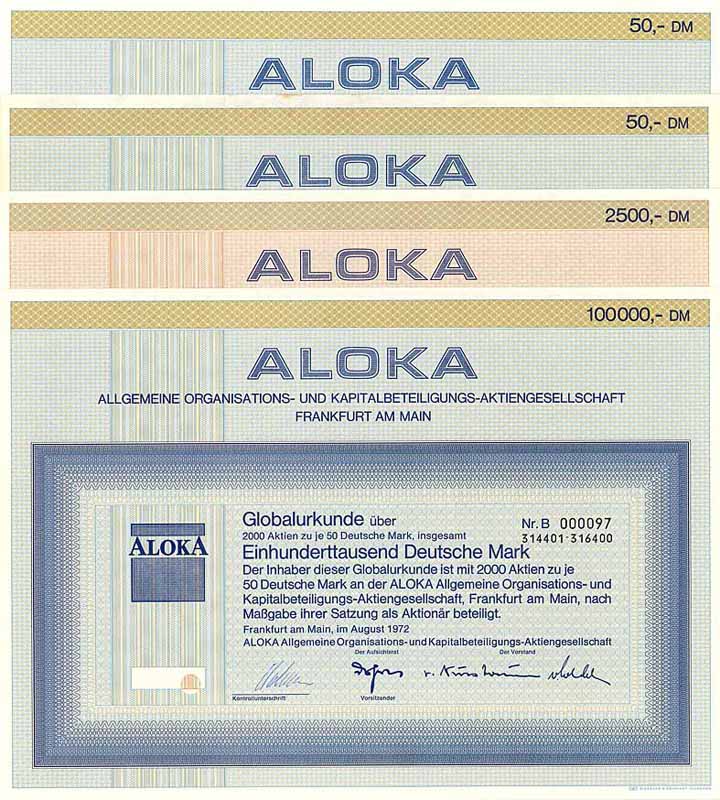 50,- DM
ALOKA
50,- DM
ALOKA
2500,- DM
ALOKA
100000,- DM
ALOKA
ALLGEMEINE ORGANISATIONS- UND KAPITALBETEILIGUNGS-AKTIENGESELLSCHAFT
FRANKFURT AM MAIN
ALOKA
Globalurkunde über
Nr. B 000097
2000 Aktien zu je 50 Deutsche Mark, insgesamt
314401-316400
Einhunderttausend Deutsche Mark
Der Inhaber dieser Globalurkunde ist mit 2000 Aktien zu je
50 Deutsche Mark an der ALOKA Allgemeine Organisations- und
Kapitalbeteiligungs-Aktiengesellschaft, Frankfurt am Main, nach
Maßgabe ihrer Satzung als Aktionär beteiligt.
Frankfurt am Main, im August 1972
ALOKA Allgemeine Organisations- und Kapitalbeteiligungs-Aktiengesellschaft
Der Aufsichtsrat Der Vorstand
Kontrollunterschrift Vorsitzender